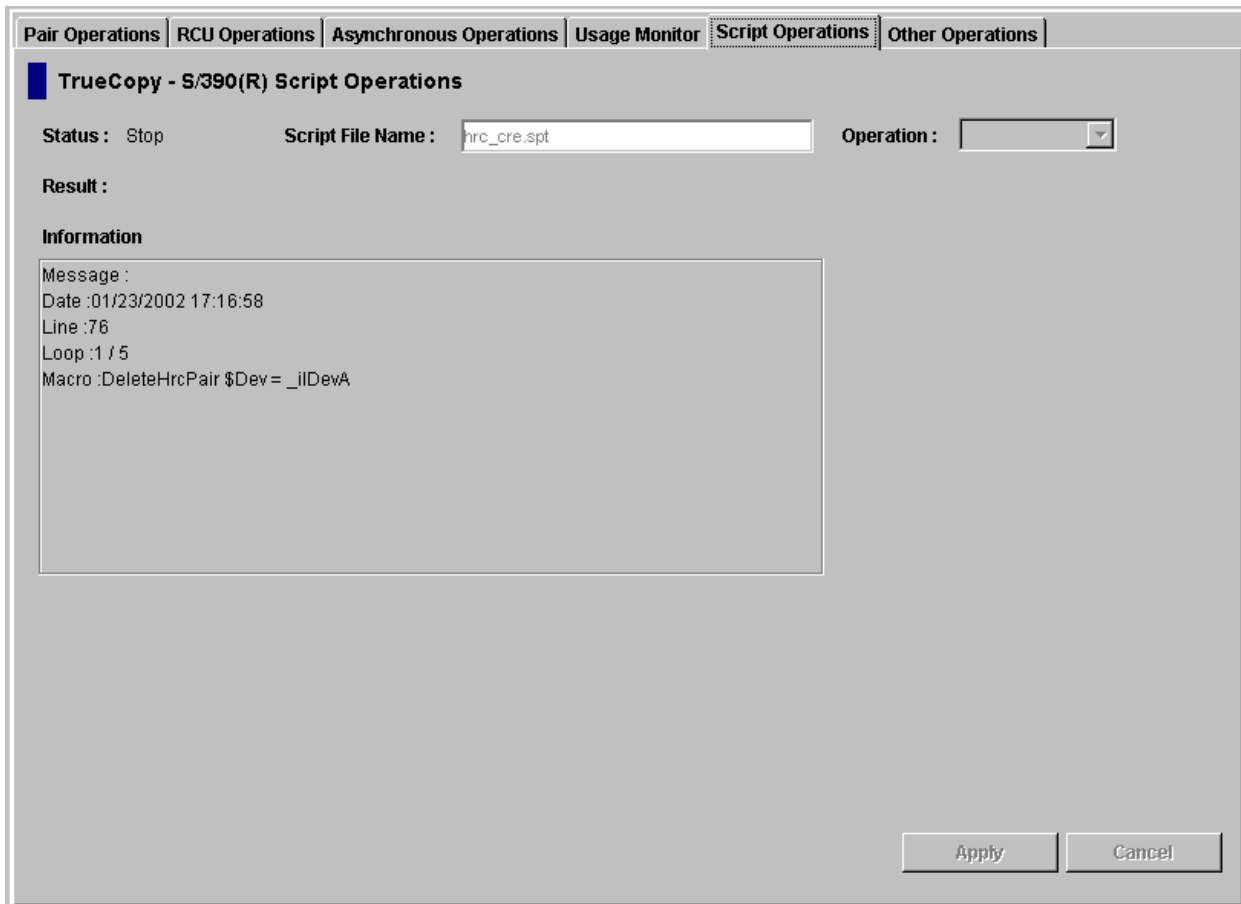 Pair Operations RCU Operations Asynchronous Operations Usage Monitor Script Operations Other Operations
TrueCopy - S/390(R) Script Operations
Status : Stop Script File Name : hrc_cre.spt Operation :
Result :
Information
Message :
Date :01/23/2002 17:16:58
Line :76
Loop :1 / 5
Macro :DeleteHrcPair $Dev = _ilDevA
Apply Cancel